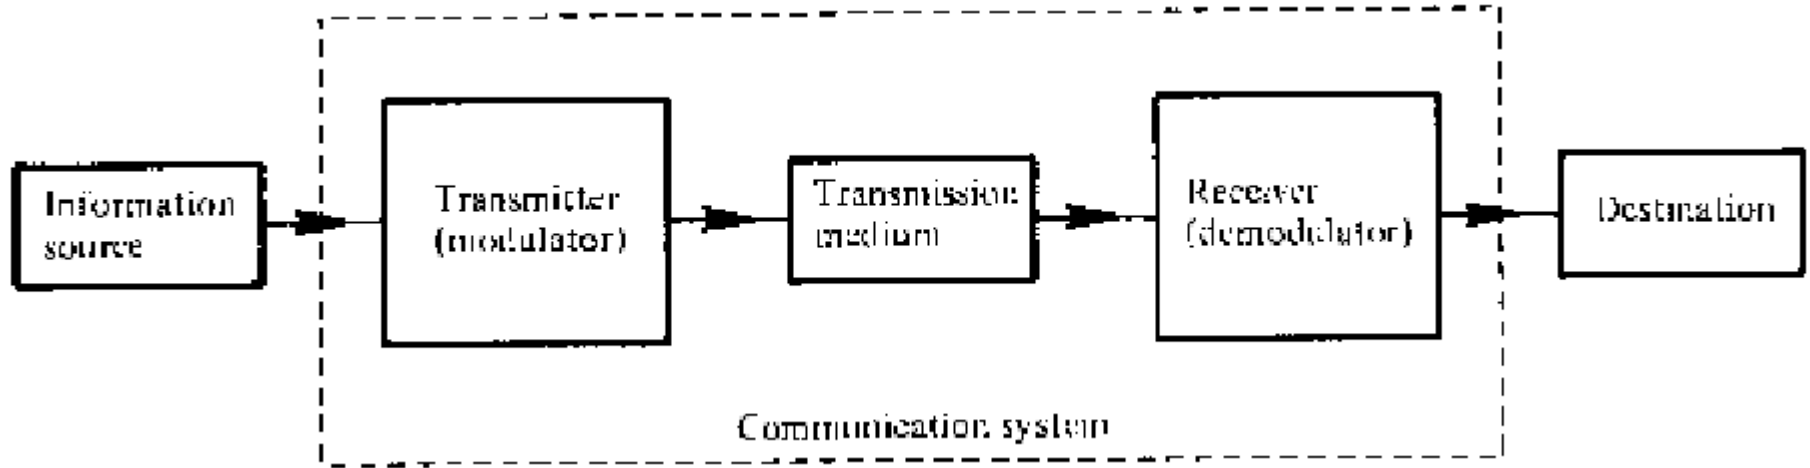 Information
source
Transmitter
(modulator)
Transmission
medium
Receiver
(demodulator)
Destination
Communication system